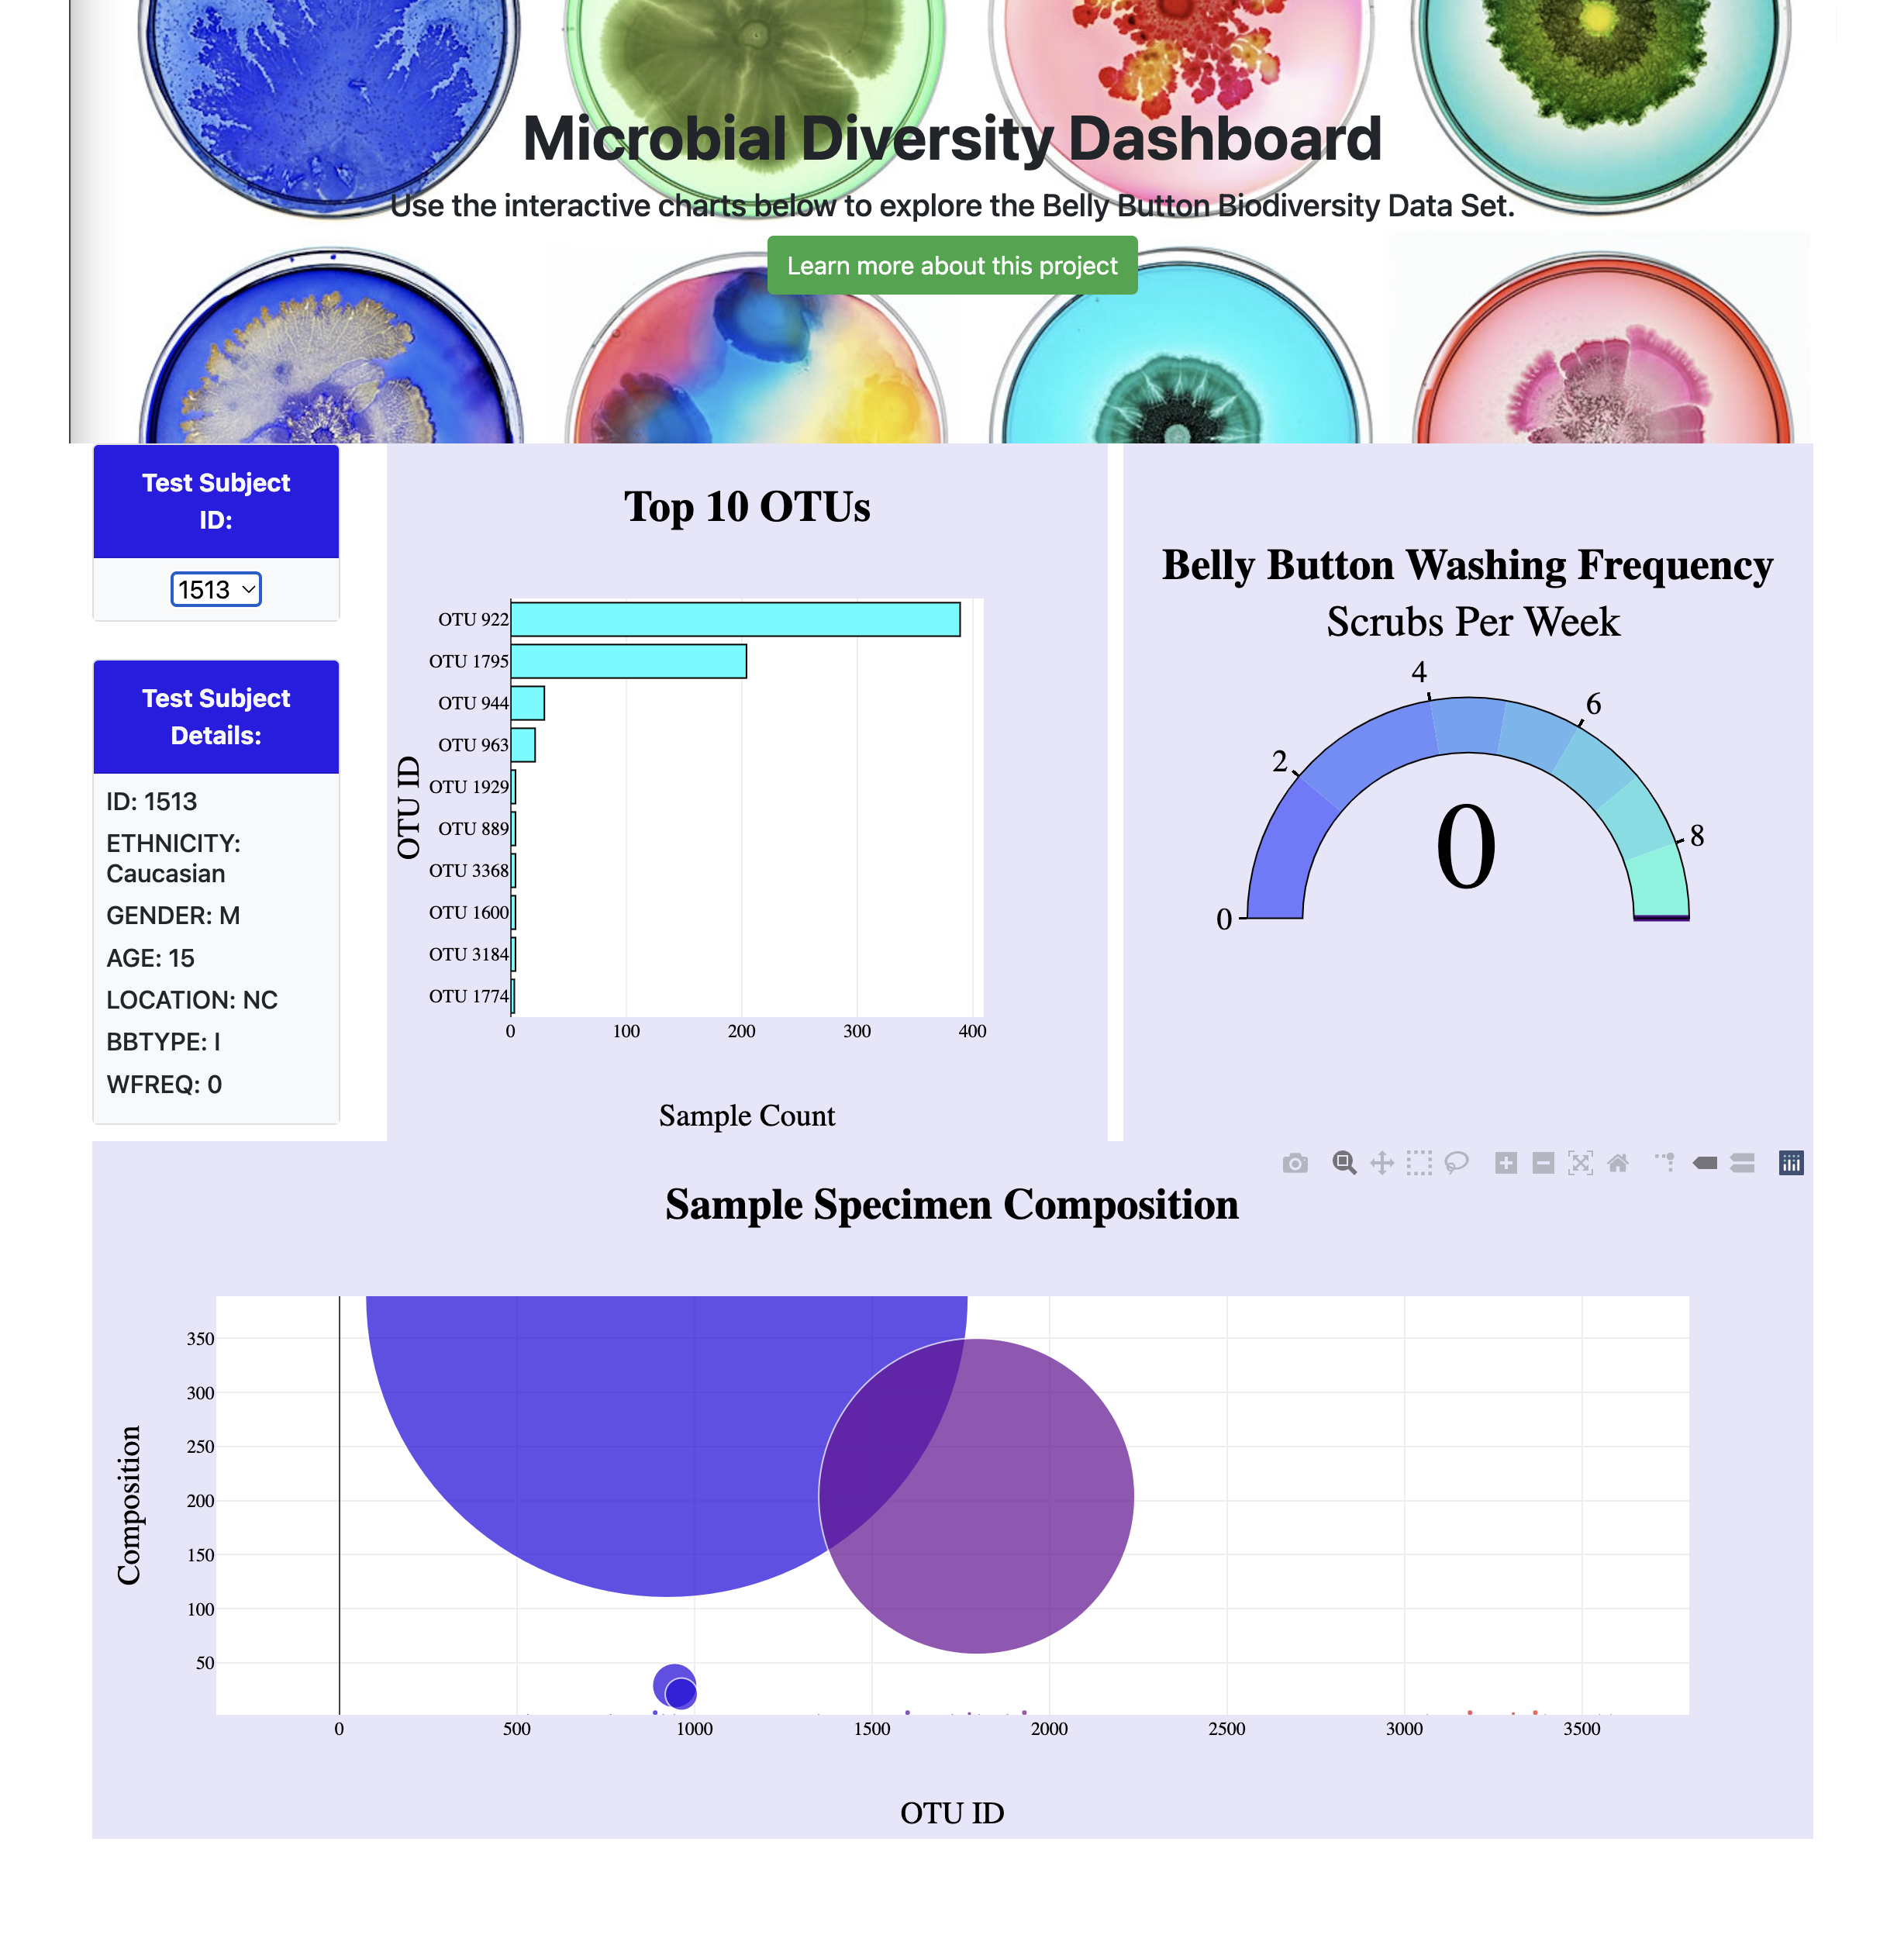 Microbial Diversity Dashboard
Use the interactive charts below to explore the Belly Button Biodiversity Data Set.
Learn more about this project
Test Subject
ID:
1513
Test Subject
Details:
ID: 1513
ETHNICITY:
Caucasian
GENDER: M
AGE: 15
LOCATION: NC
BBTYPE: I
WFREQ: 0
Top 10 OTUs
OTU ID
OTU 922
OTU 1795
OTU 944
OTU 963
OTU 1929
OTU 889
OTU 3368
OTU 1600
OTU 3184
OTU 1774
0 100 200 300 400
Sample Count
Belly Button Washing Frequency
Scrubs Per Week
0
2
4
6
8
0
Sample Specimen Composition
Composition
350
300
250
200
150
100
50
0 500 1000 1500 2000 2500 3000 3500
OTU ID